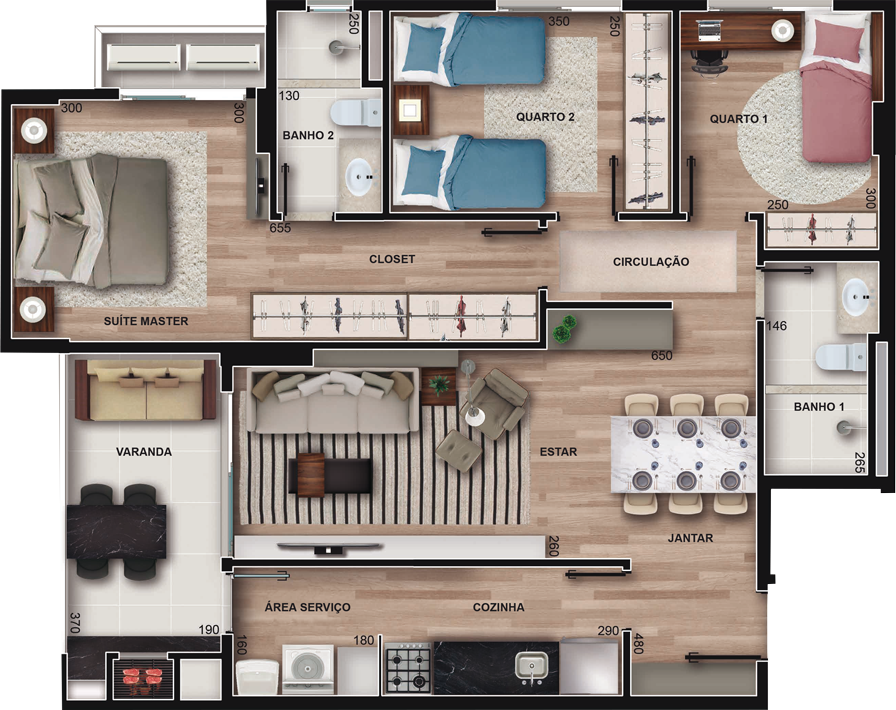 250
350
250
300
300
130
BANHO 2
QUARTO 2
QUARTO 1
300
250
655
CLOSET
CIRCULAÇÃO
SUÍTE MASTER
146
650
BANHO 1
VARANDA
ESTAR
265
JANTAR
260
ÁREA SERVIÇO
COZINHA
370
190
160
180
290
480